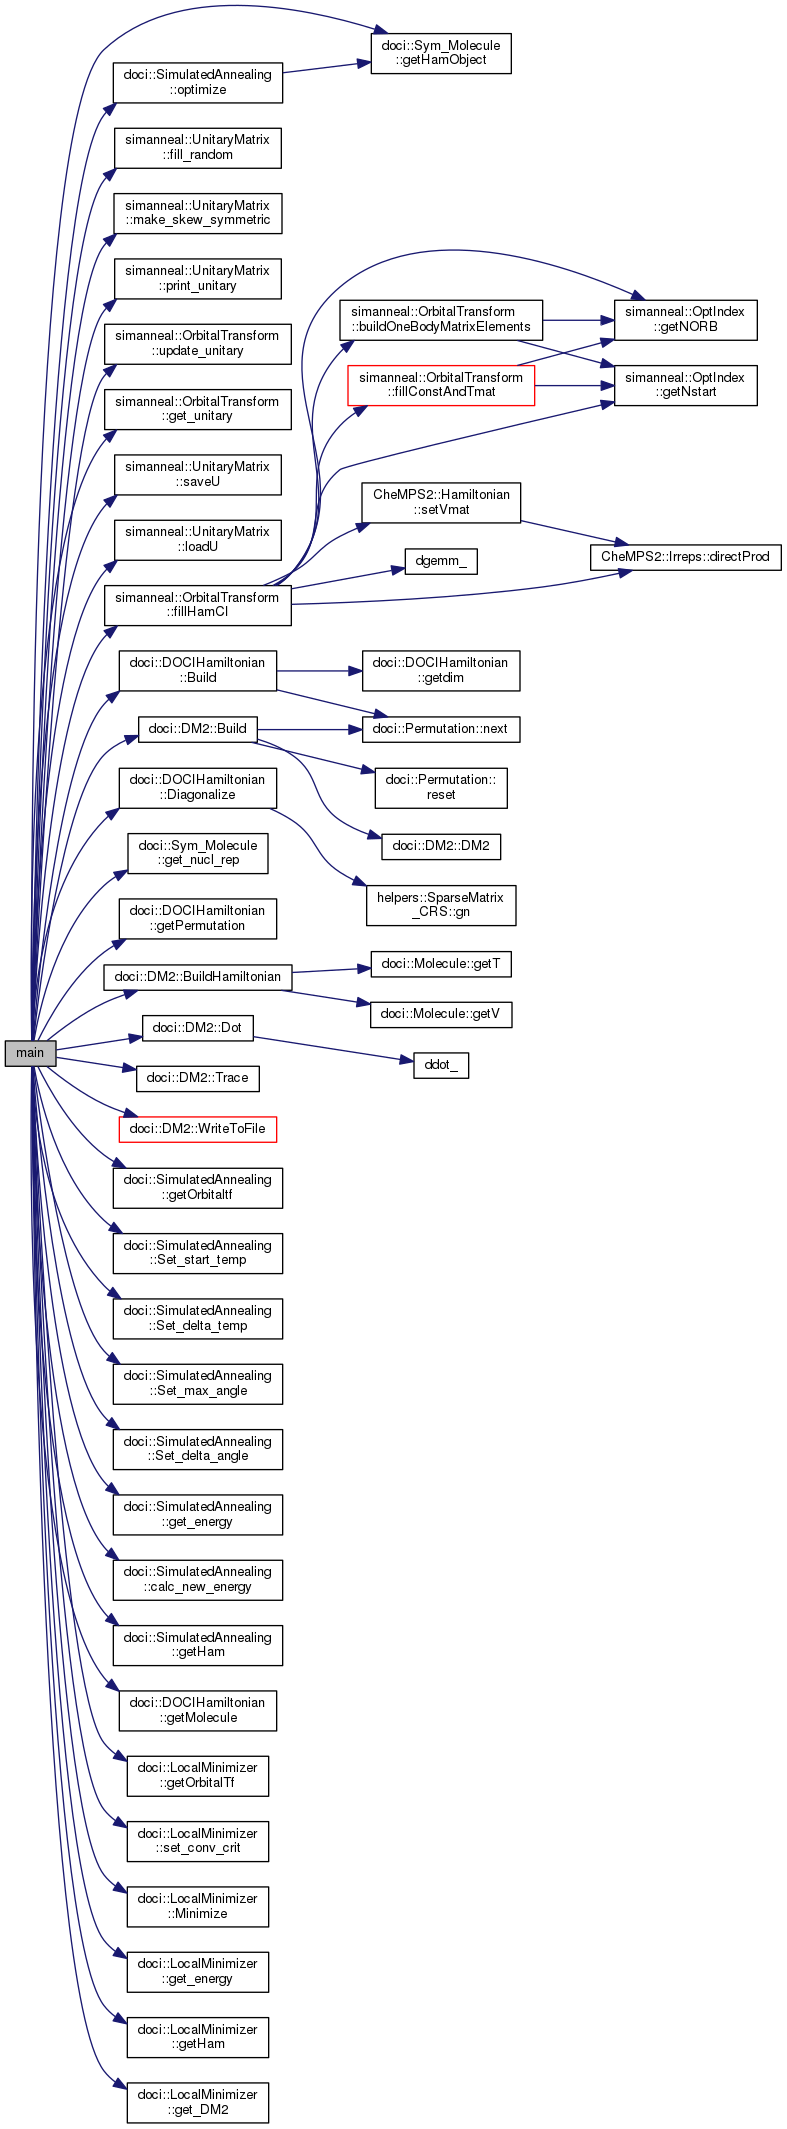 doci::Sym_Molecule
::getHamObject
doci::SimulatedAnnealing
::optimize
simanneal::UnitaryMatrix
::fill_random
simanneal::UnitaryMatrix
::make_skew_symmetric
simanneal::UnitaryMatrix
::print_unitary
simanneal::OrbitalTransform
::buildOneBodyMatrixElements
simanneal::OptIndex
::getNORB
simanneal::OrbitalTransform
::update_unitary
simanneal::OrbitalTransform
::fillConstAndTmat
simanneal::OptIndex
::getNstart
simanneal::OrbitalTransform
::get_unitary
simanneal::UnitaryMatrix
::saveU
CheMPS2::Hamiltonian
::setVmat
simanneal::UnitaryMatrix
::loadU
dgemm_
CheMPS2::Irreps::directProd
simanneal::OrbitalTransform
::fillHamCI
doci::DOCIHamiltonian
::Build
doci::DOCIHamiltonian
::getdim
doci::DM2::Build
doci::Permutation::next
doci::DOCIHamiltonian
::Diagonalize
doci::Permutation::
reset
doci::Sym_Molecule
::get_nucl_rep
doci::DM2::DM2
doci::DOCIHamiltonian
::getPermutation
helpers::SparseMatrix
_CRS::gn
doci::DM2::BuildHamiltonian
doci::Molecule::getT
doci::Molecule::getV
doci::DM2::Dot
main
ddot_
doci::DM2::Trace
doci::DM2::WriteToFile
doci::SimulatedAnnealing
::getOrbitaltf
doci::SimulatedAnnealing
::Set_start_temp
doci::SimulatedAnnealing
::Set_delta_temp
doci::SimulatedAnnealing
::Set_max_angle
doci::SimulatedAnnealing
::Set_delta_angle
doci::SimulatedAnnealing
::get_energy
doci::SimulatedAnnealing
::calc_new_energy
doci::SimulatedAnnealing
::getHam
doci::DOCIHamiltonian
::getMolecule
doci::LocalMinimizer
::getOrbitalTf
doci::LocalMinimizer
::set_conv_crit
doci::LocalMinimizer
::Minimize
doci::LocalMinimizer
::get_energy
doci::LocalMinimizer
::getHam
doci::LocalMinimizer
::get_DM2